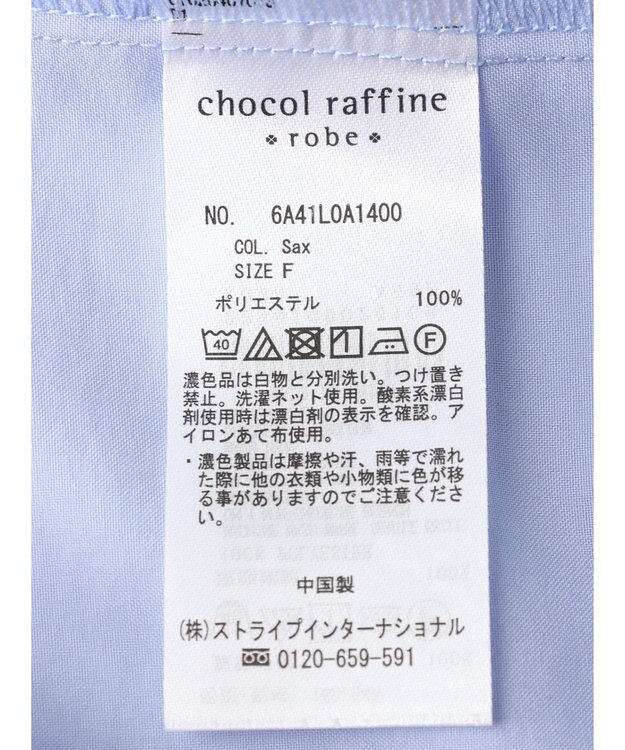 chocol raffine
robe
NO. 6A41L0A1400
COL. Sax
SIZE F
ポリエステル 100%
40 F
濃色品は白物と分別洗い。つけ置き
禁止。洗濯ネット使用。酸素系漂白
剤使用時は漂白剤の表示を確認。ア
イロンあて布使用。
・濃色製品は摩擦や汗、雨等で濡れ
た際に他の衣類や小物類に色が移
る事がありますのでご注意くださ
い。
中国製
(株)ストライプインターナショナル
0120-659-591